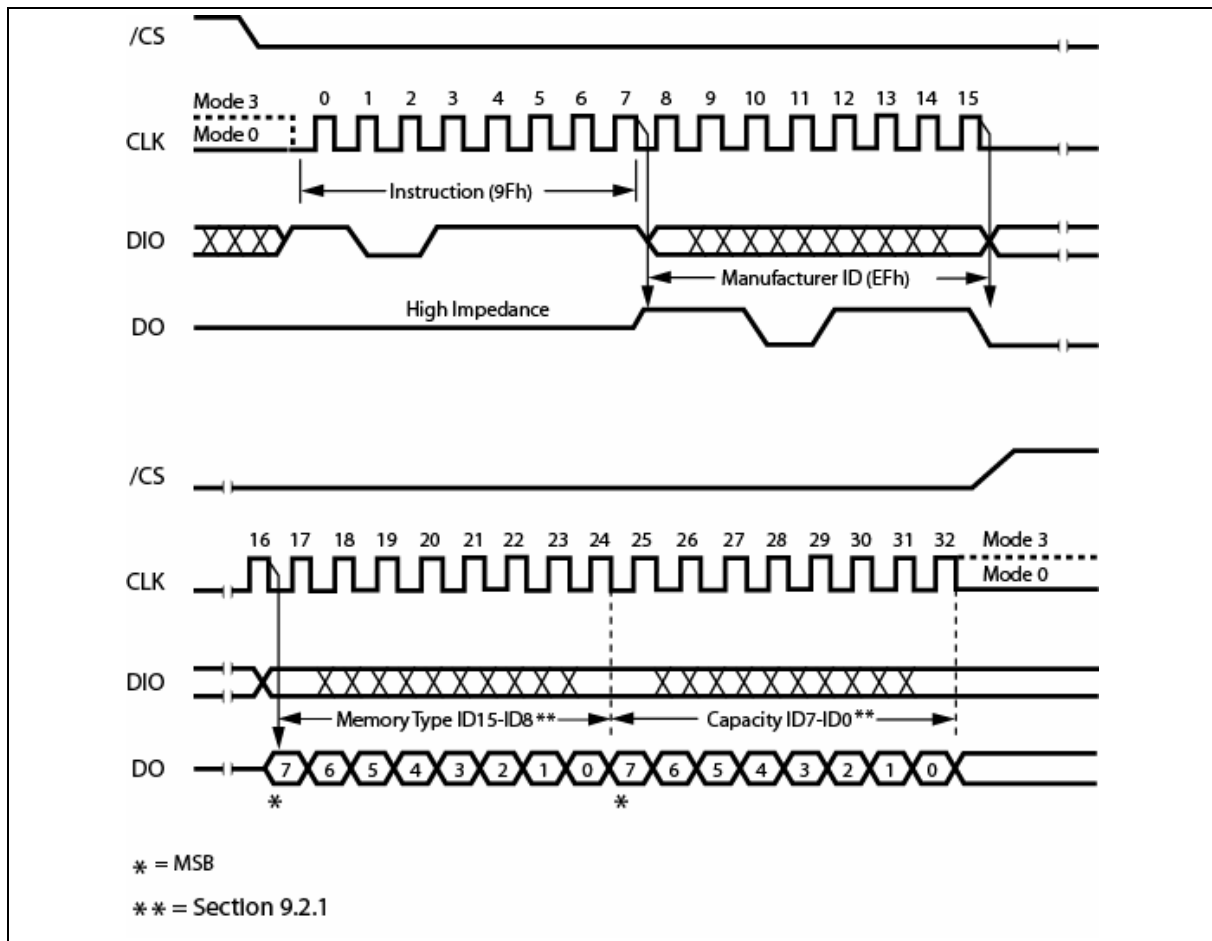 /CS
Mode 3 0 1 2 3 4 5 6 7 8 9 10 11 12 13 14 15
CLK Mode 0
Instruction (9Fh)
DIO
Manufacturer ID (EFh)
High Impedance
DO
/CS
16 17 18 19 20 21 22 23 24 25 26 27 28 29 30 31 32 Mode 3
CLK Mode 0
DIO
Memory Type ID15-ID8** Capacity ID7-ID0**
DO 7 6 5 4 3 2 1 0 7 6 5 4 3 2 1 0
* *
* = MSB
** = Section 9.2.1